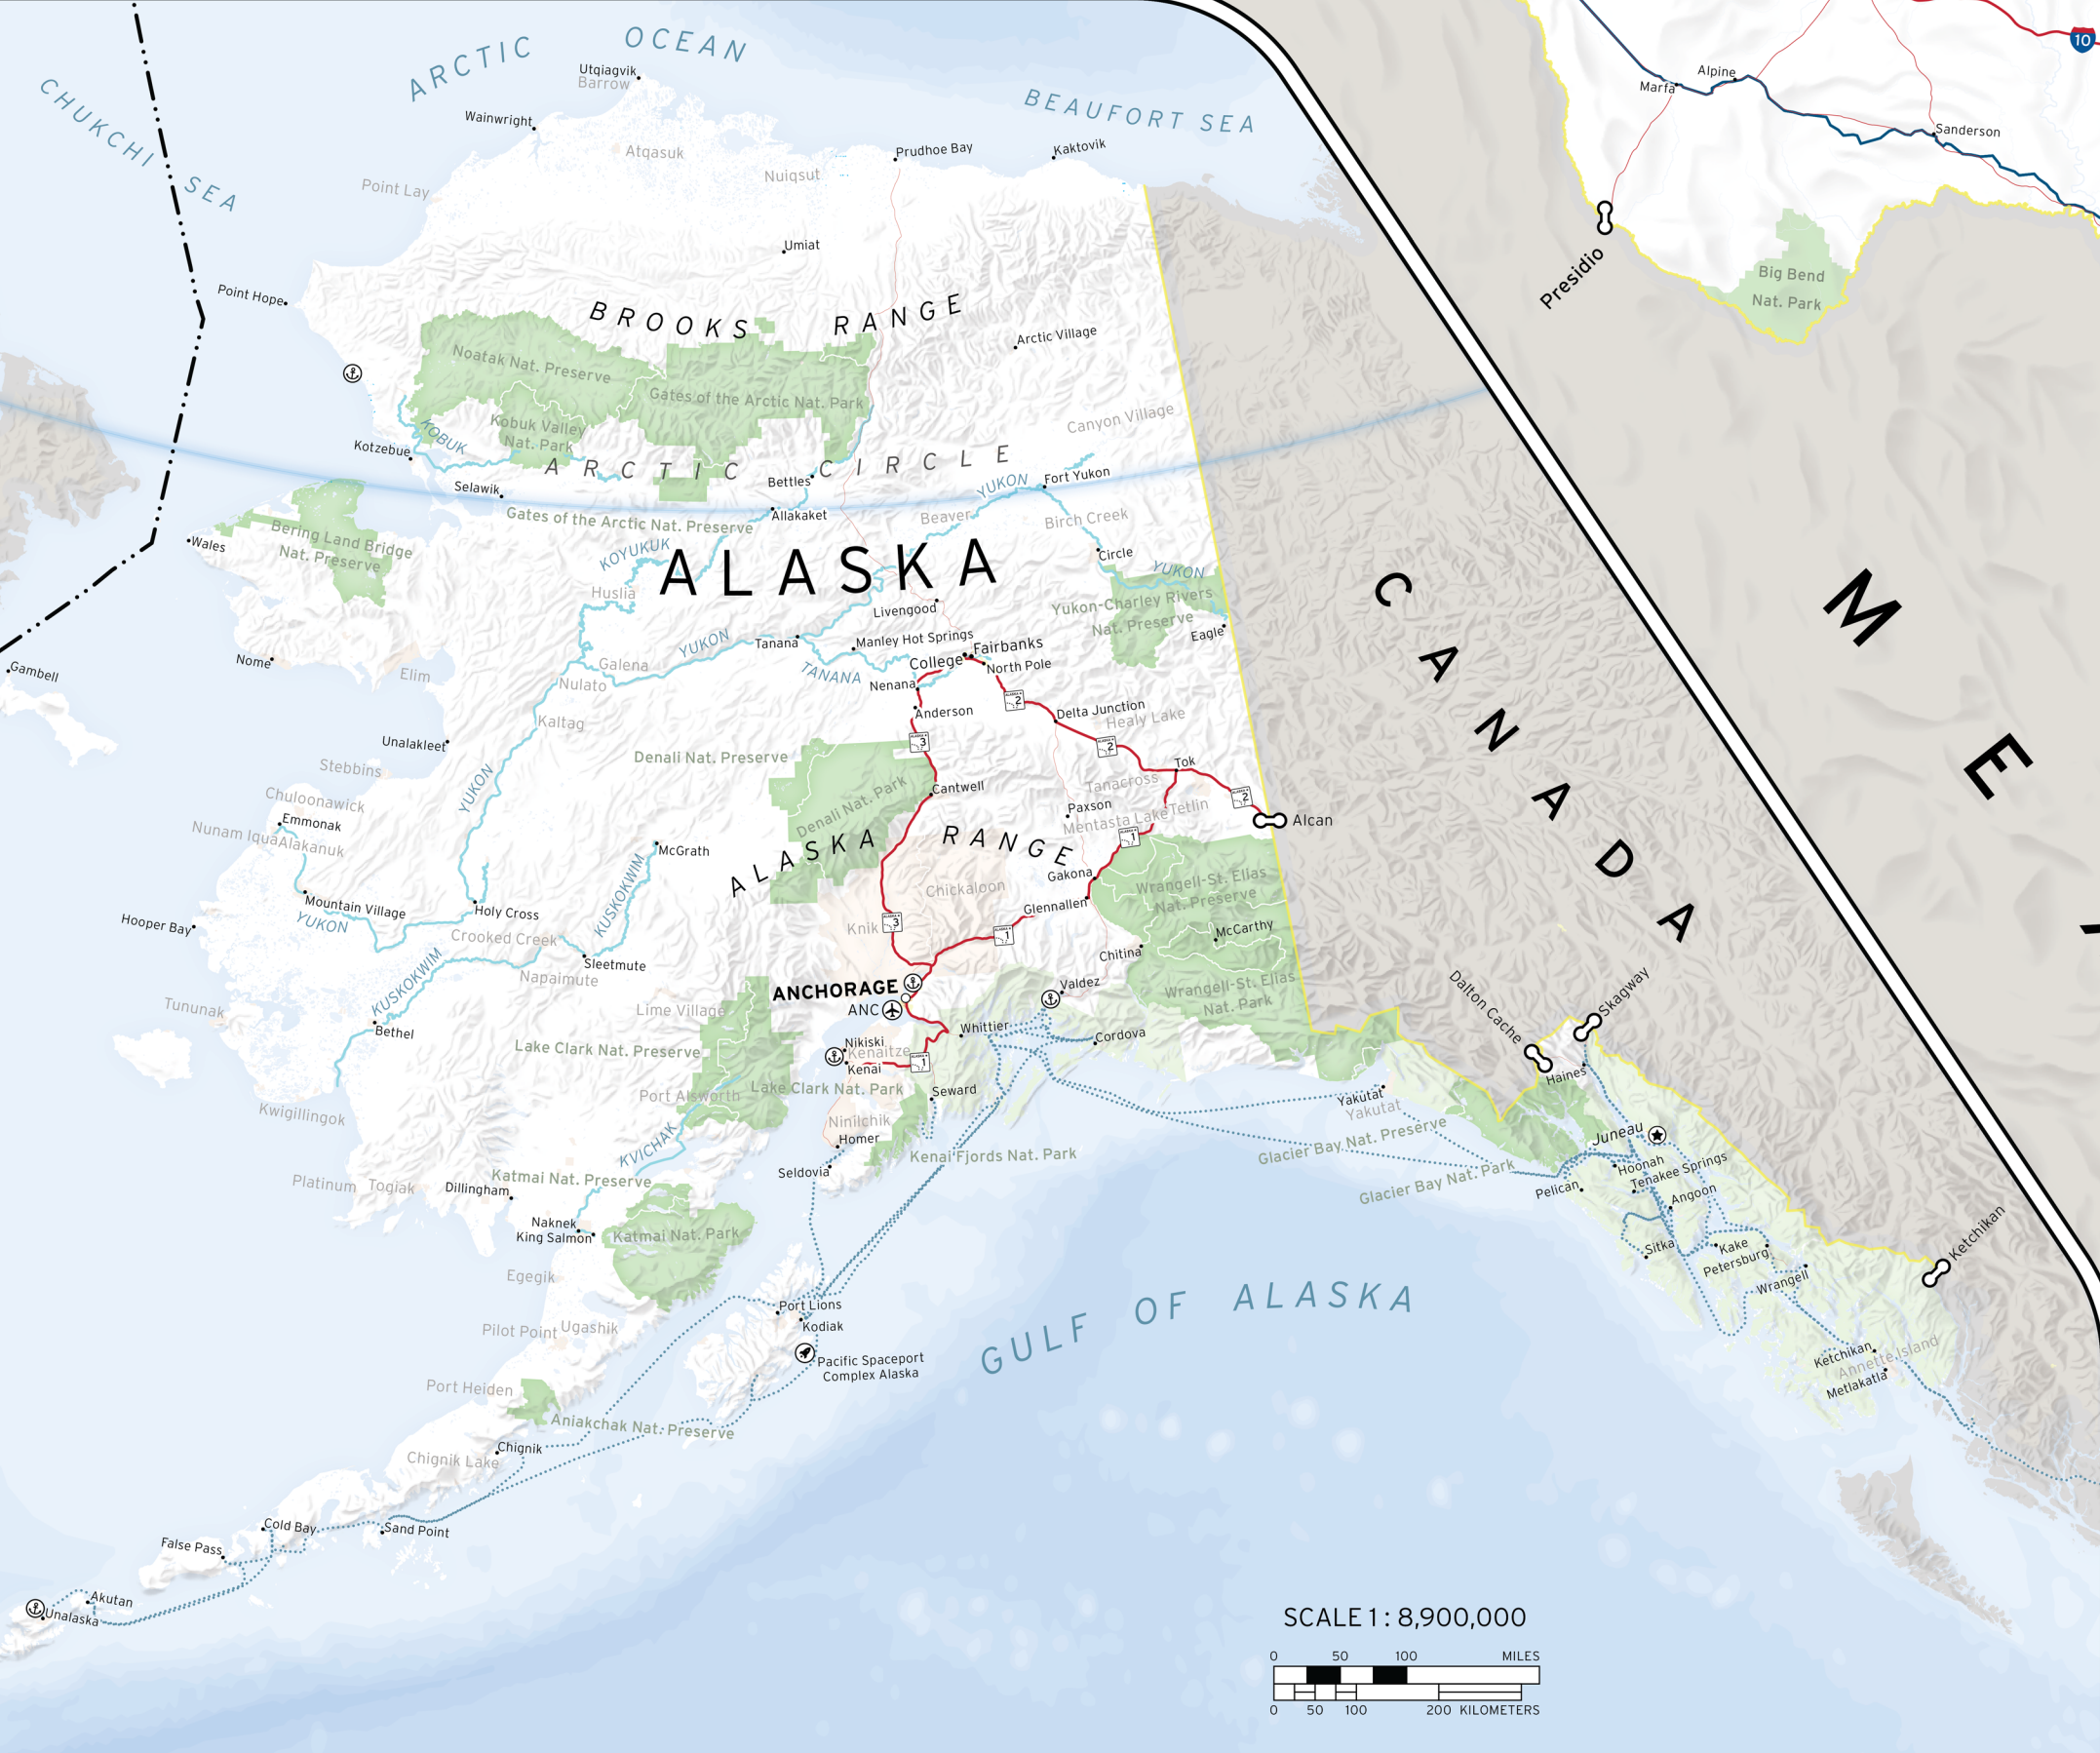 ARCTIC OCEAN
CHUKCHI SEA
BEAUFORT SEA
Utqiagvik
Barrow
Wainwright
Atqasuk
Point Lay
Nuiqsut
Prudhoe Bay
Kaktovik
Umiat
Point Hope
BROOKS RANGE
Arctic Village
Noatak Nat. Preserve
Gates of the Arctic Nat. Park
Kobuk Valley
Nat. Park
KOBUK
Kotzebue
Canyon Village
ARCTIC CIRCLE
Selawik
Bettles
Fort Yukon
YUKON
Allakaket
Gates of the Arctic Nat. Preserve
Beaver
Birch Creek
Bering Land Bridge
Nat. Preserve
Wales
KOYUKUK
Circle
YUKON
ALASKA
Huslia
Livengood
Yukon-Charley Rivers
Nat. Preserve
Eagle
Tanana
Manley Hot Springs
YUKON
Fairbanks
College
North Pole
TANANA
Nenana
Nome
Gambell
Elim
Galena
Nulato
Kaltag
Anderson
2
Delta Junction
Healy Lake
3
2
Unalakleet
Denali Nat. Preserve
Stebbins
YUKON
Tok
Tanacross
Cantwell
Denali Nat. Park
2
Alcan
Chuloonawick
Emmonak
Nunam Iqua
Alakanuk
Paxson
Tetlin
Mentasta Lake
1
ALASKA RANGE
McGrath
KUSKOKWIM
Gakona
Wrangell-St. Elias
Nat. Preserve
Chickaloon
Glennallen
Mountain Village
YUKON
Holy Cross
Knik
3
1
McCarthy
Hooper Bay
Crooked Creek
Sleetmute
Chitina
Napaimute
KUSKOKWIM
Wrangell-St. Elias
Nat. Park
ANCHORAGE
ANC
Valdez
Tununak
Lime Village
Bethel
Whittier
Cordova
Lake Clark Nat. Preserve
Nikiski
Kenaitze
Kenai
1
Lake Clark Nat. Park
Port Alsworth
Seward
Kwigillingok
Ninilchik
Homer
KVICHAK
Kenai Fjords Nat. Park
Seldovia
Platinum
Togiak
Katmai Nat. Preserve
Dillingham
Naknek
King Salmon
Katmai Nat. Park
Egegik
Port Lions
Kodiak
Pilot Point
Ugashik
Pacific Spaceport
Complex Alaska
Port Heiden
Aniakchak Nat. Preserve
Chignik
Chignik Lake
Cold Bay
Sand Point
False Pass
Akutan
Unalaska
GULF OF ALASKA
Dalton Cache
Skagway
Haines
Yakutat
Yakutat
Glacier Bay Nat. Preserve
Glacier Bay Nat. Park
Juneau
Hoonah
Tenakee Springs
Pelican
Angoon
Sitka
Kake
Petersburg
Wrangell
Ketchikan
Ketchikan
Annette Island
Metlakatla
CANADA
SCALE 1 : 8,900,000
0 50 100 MILES
0 50 100 200 KILOMETERS
10
Alpine
Marfa
Sanderson
Presidio
Big Bend
Nat. Park
M E